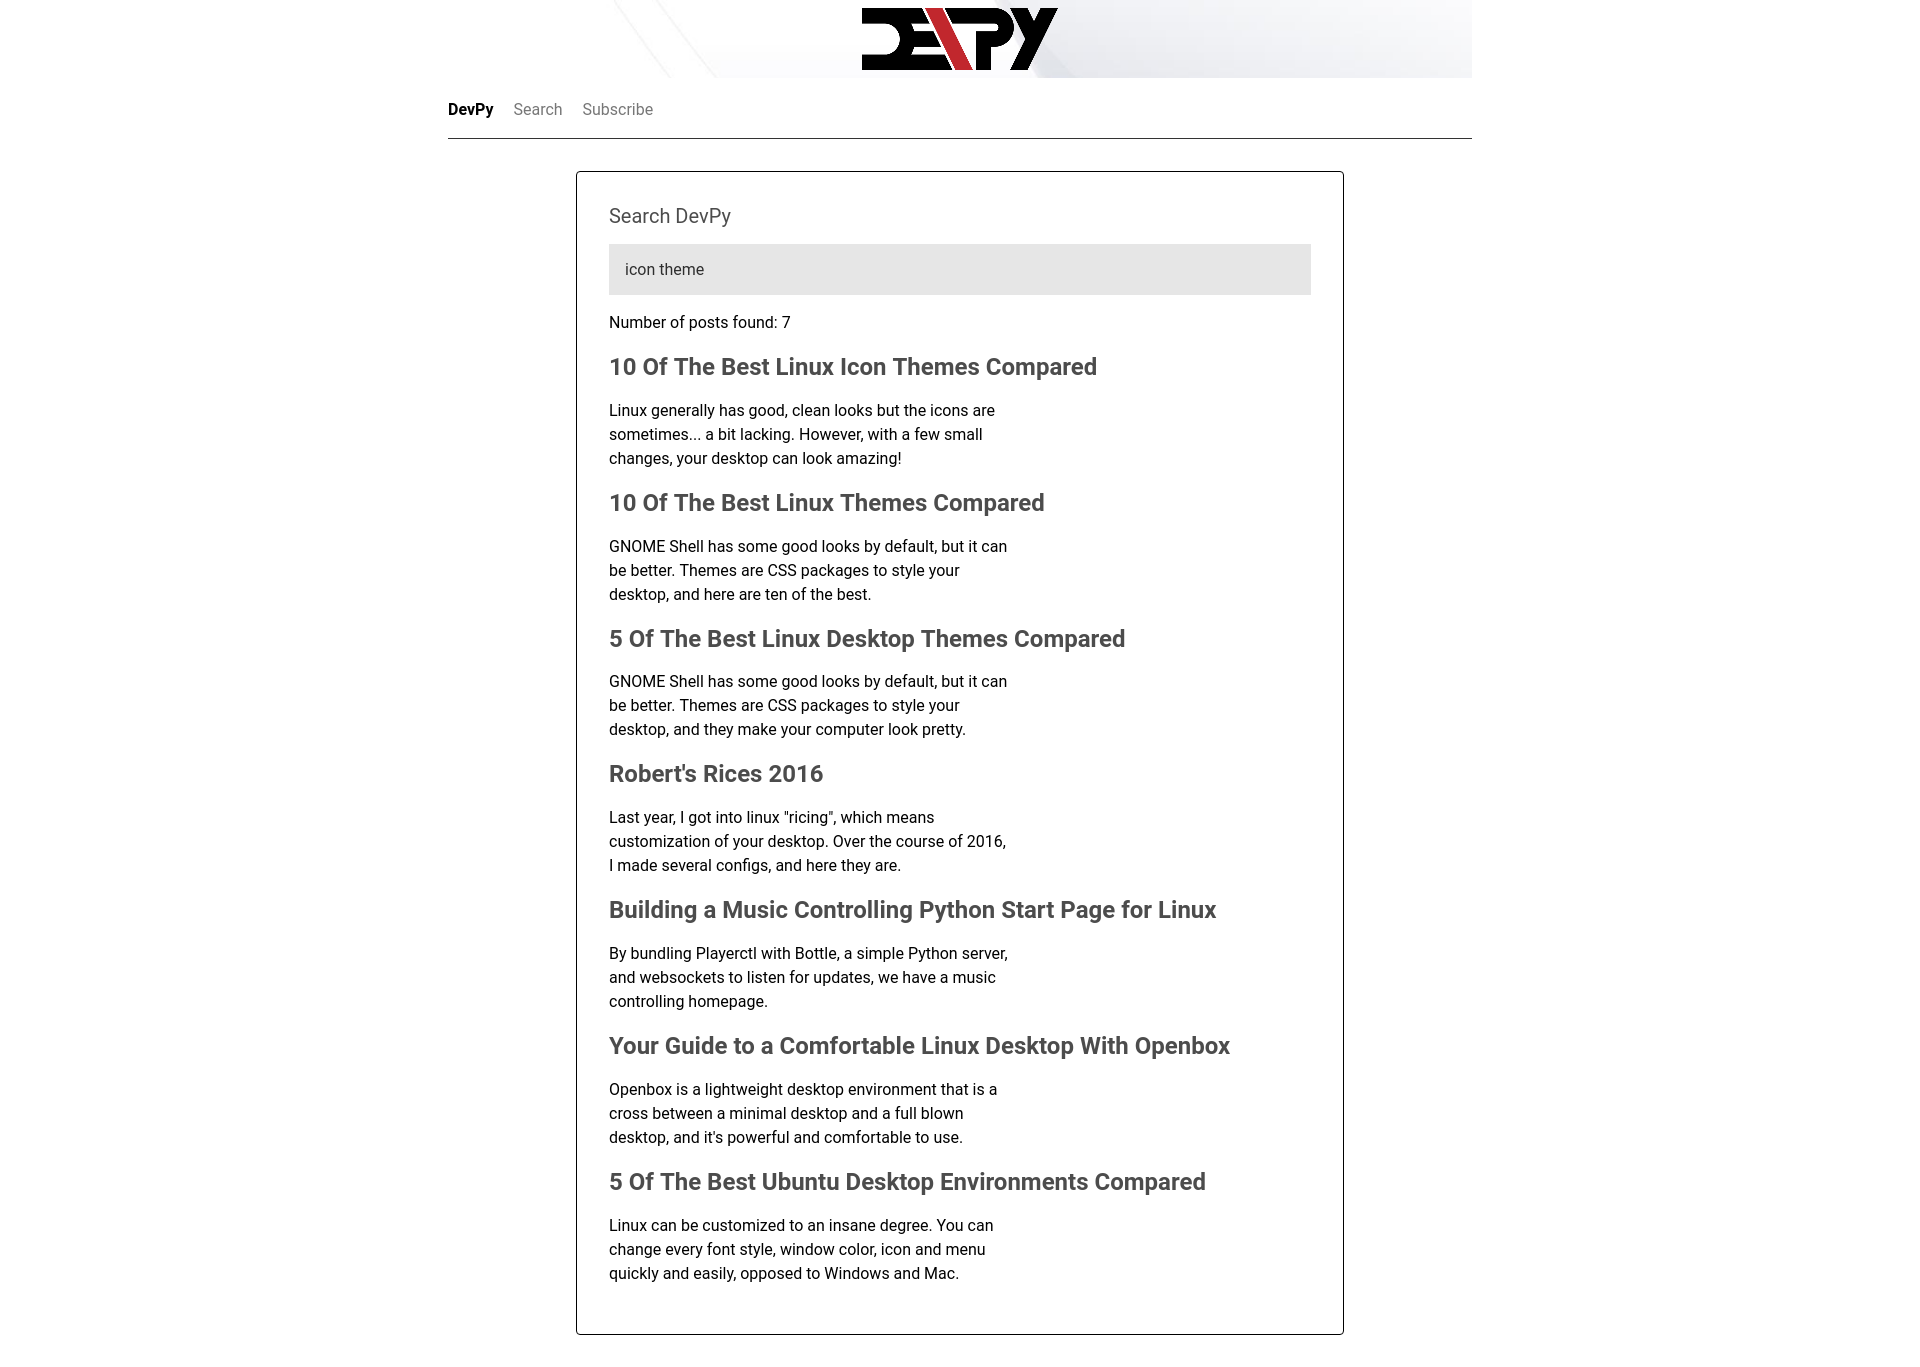 DEVPY
DevPy Search Subscribe
Search DevPy
icon theme
Number of posts found: 7
10 Of The Best Linux Icon Themes Compared
Linux generally has good, clean looks but the icons are
sometimes... a bit lacking. However, with a few small
changes, your desktop can look amazing!
10 Of The Best Linux Themes Compared
GNOME Shell has some good looks by default, but it can
be better. Themes are CSS packages to style your
desktop, and here are ten of the best.
5 Of The Best Linux Desktop Themes Compared
GNOME Shell has some good looks by default, but it can
be better. Themes are CSS packages to style your
desktop, and they make your computer look pretty.
Robert's Rices 2016
Last year, I got into linux "ricing", which means
customization of your desktop. Over the course of 2016,
I made several configs, and here they are.
Building a Music Controlling Python Start Page for Linux
By bundling Playerctl with Bottle, a simple Python server,
and websockets to listen for updates, we have a music
controlling homepage.
Your Guide to a Comfortable Linux Desktop With Openbox
Openbox is a lightweight desktop environment that is a
cross between a minimal desktop and a full blown
desktop, and it's powerful and comfortable to use.
5 Of The Best Ubuntu Desktop Environments Compared
Linux can be customized to an insane degree. You can
change every font style, window color, icon and menu
quickly and easily, opposed to Windows and Mac.